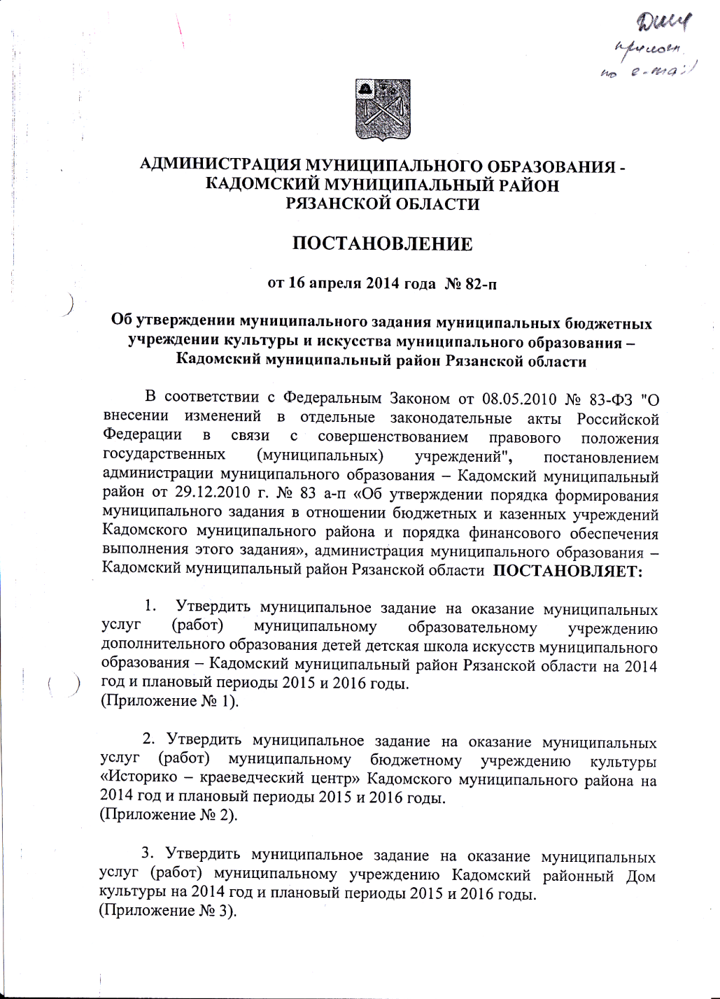 ДШИ
прилож.
по e-mail
АДМИНИСТРАЦИЯ МУНИЦИПАЛЬНОГО ОБРАЗОВАНИЯ -
КАДОМСКИЙ МУНИЦИПАЛЬНЫЙ РАЙОН
РЯЗАНСКОЙ ОБЛАСТИ
ПОСТАНОВЛЕНИЕ
от 16 апреля 2014 года № 82-п
Об утверждении муниципального задания муниципальных бюджетных
учреждении культуры и искусства муниципального образования –
Кадомский муниципальный район Рязанской области
В соответствии с Федеральным Законом от 08.05.2010 № 83-ФЗ "О
внесении изменений в отдельные законодательные акты Российской
Федерации в связи с совершенствованием правового положения
государственных (муниципальных) учреждений", постановлением
администрации муниципального образования – Кадомский муниципальный
район от 29.12.2010 г. № 83 а-п «Об утверждении порядка формирования
муниципального задания в отношении бюджетных и казенных учреждений
Кадомского муниципального района и порядка финансового обеспечения
выполнения этого задания», администрация муниципального образования –
Кадомский муниципальный район Рязанской области ПОСТАНОВЛЯЕТ:
1. Утвердить муниципальное задание на оказание муниципальных
услуг (работ) муниципальному образовательному учреждению
дополнительного образования детей детская школа искусств муниципального
образования – Кадомский муниципальный район Рязанской области на 2014
год и плановый периоды 2015 и 2016 годы.
(Приложение № 1).
2. Утвердить муниципальное задание на оказание муниципальных
услуг (работ) муниципальному бюджетному учреждению культуры
«Историко – краеведческий центр» Кадомского муниципального района на
2014 год и плановый периоды 2015 и 2016 годы.
(Приложение № 2).
3. Утвердить муниципальное задание на оказание муниципальных
услуг (работ) муниципальному учреждению Кадомский районный Дом
культуры на 2014 год и плановый периоды 2015 и 2016 годы.
(Приложение № 3).